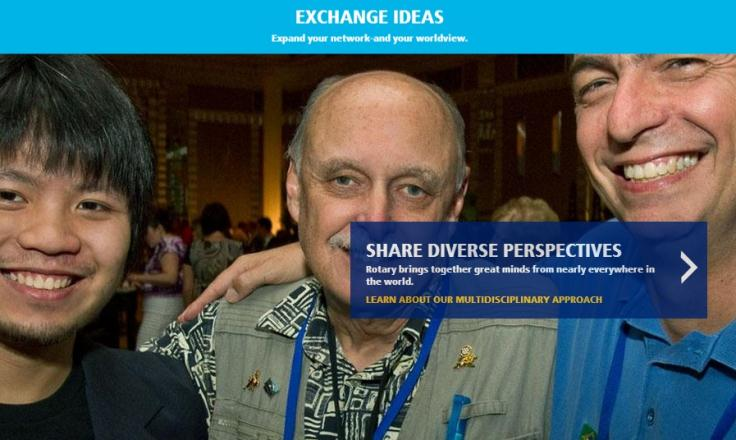 EXCHANGE IDEAS
Expand your network-and your worldview.
SHARE DIVERSE PERSPECTIVES
Rotary brings together great minds from nearly everywhere in
the world.
LEARN ABOUT OUR MULTIDISCIPLINARY APPROACH